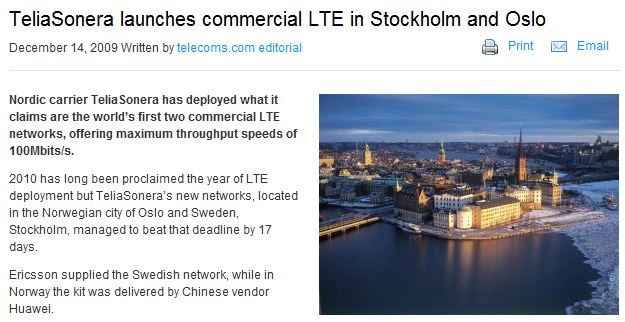 TeliaSonera launches commercial LTE in Stockholm and Oslo
December 14, 2009 Written by telecoms.com editorial
Print Email
Nordic carrier TeliaSonera has deployed what it
claims are the world's first two commercial LTE
networks, offering maximum throughput speeds of
100Mbits/s.
2010 has long been proclaimed the year of LTE
deployment but TeliaSonera's new networks, located
in the Norwegian city of Oslo and Sweden,
Stockholm, managed to beat that deadline by 17
days.
Ericsson supplied the Swedish network, while in
Norway the kit was delivered by Chinese vendor
Huawei.